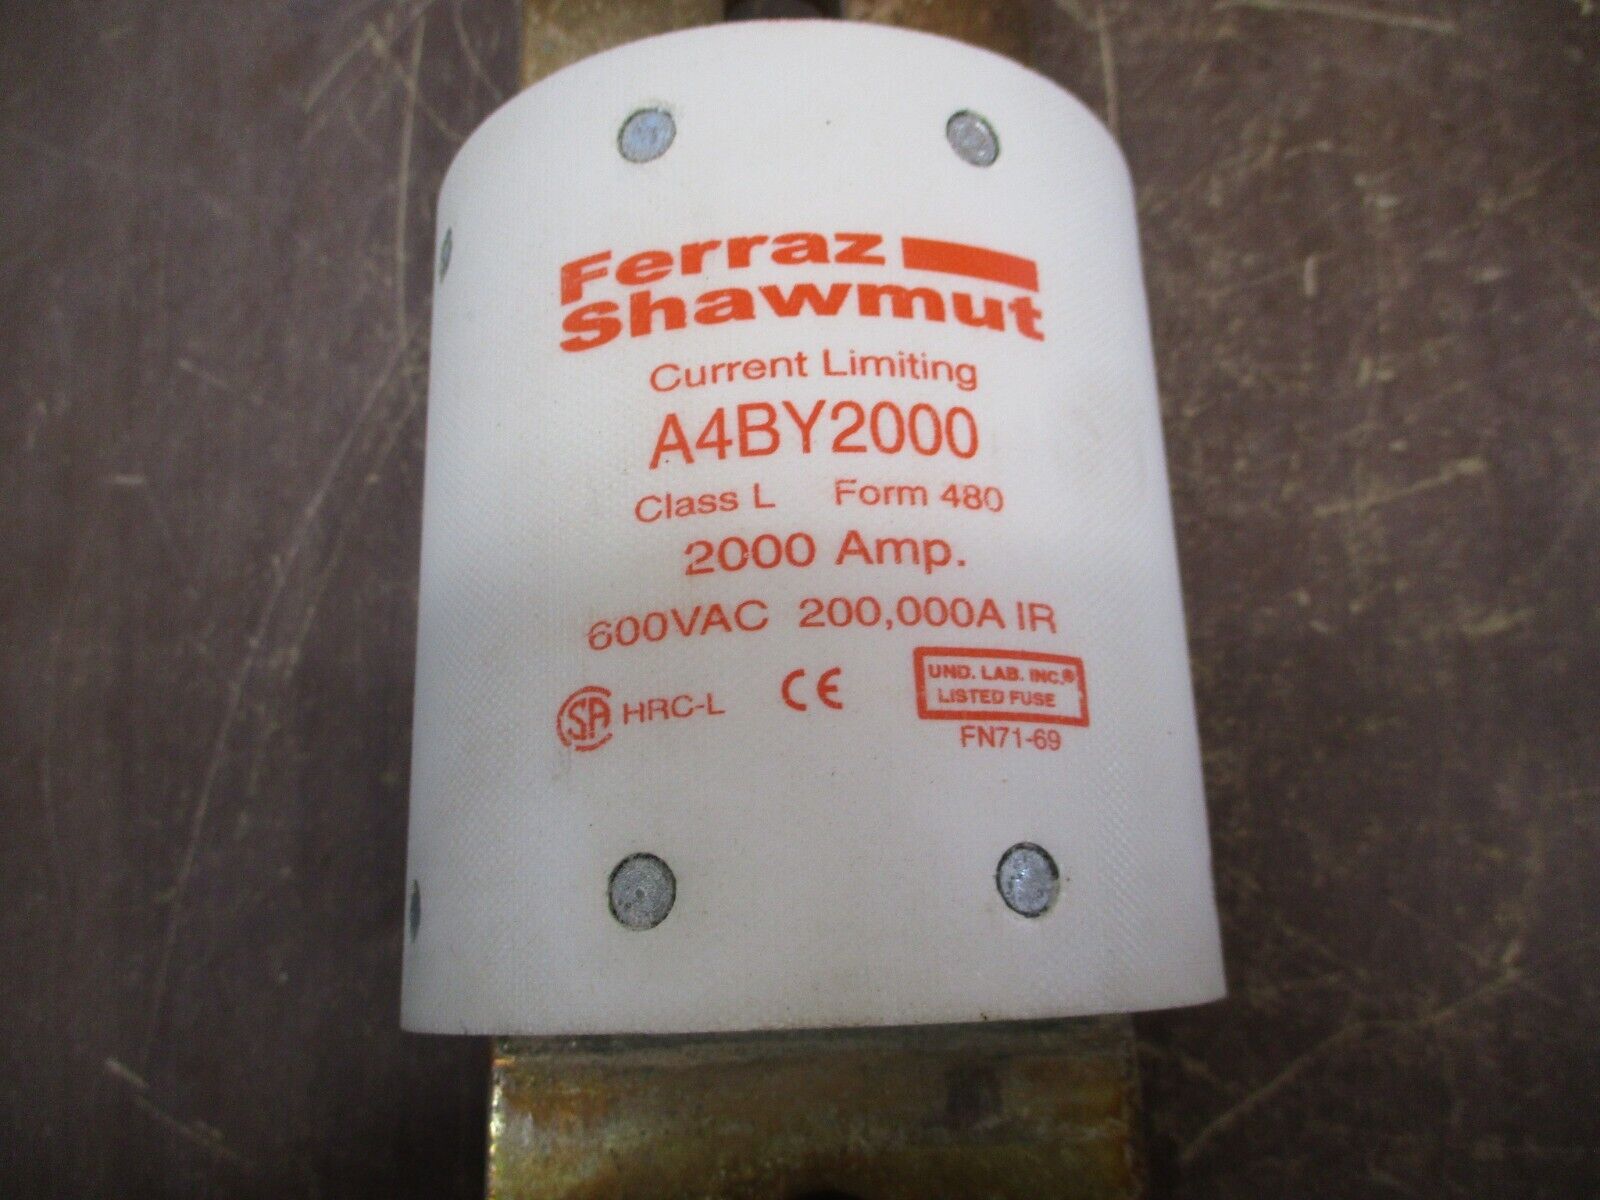 Ferraz
Shawmut
Current Limiting
A4BY2000
Class L Form 480
2000 Amp.
600VAC 200,000A IR
SA HRC-L CE
UND. LAB. INC.®
LISTED FUSE
FN71-69